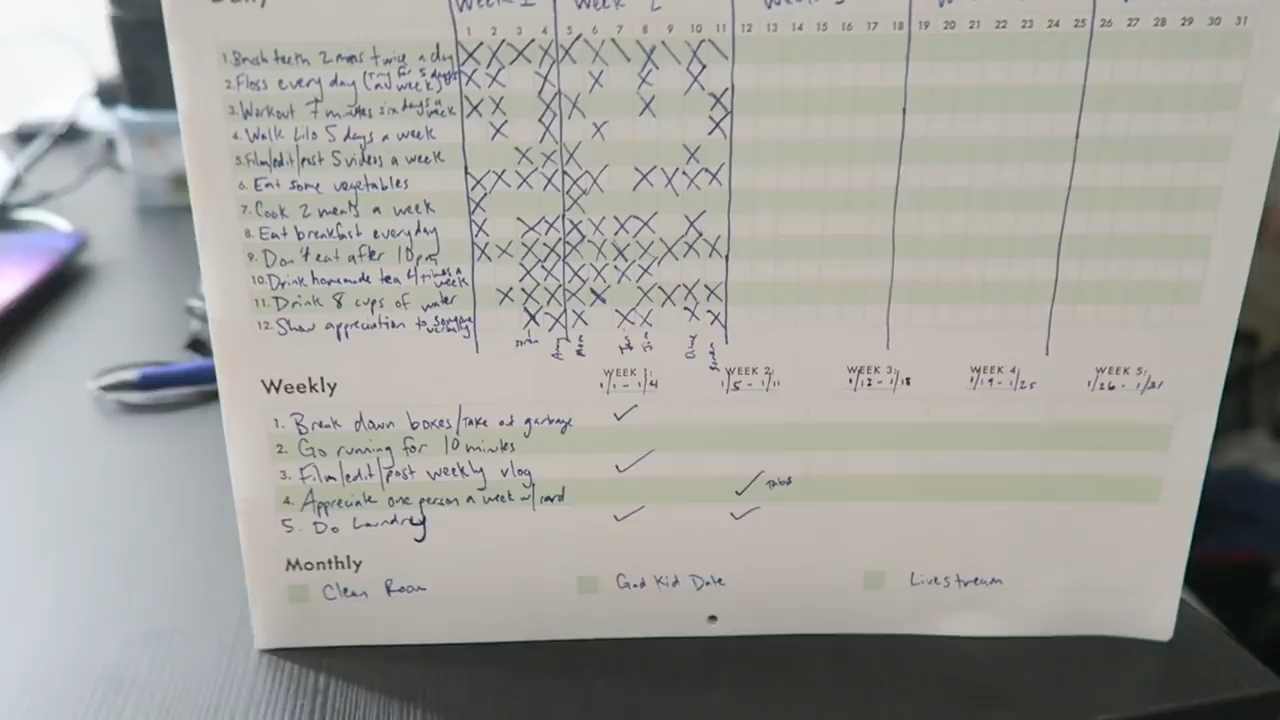 Daily
Week 1 Week 2
1 2 3 4 5 6 7 8 9 10 11 12 13 14 15 16 17 18 19 20 21 22 23 24 25 26 27 28 29 30 31
1. Brush teeth 2 mins twice a day
2. Floss every day (Try for 5 days a week)
3. Workout 7 minutes six days a week
4. Walk Lilo 5 days a week
5. Film/edit/post 5 videos a week
6. Eat some vegetables
7. Cook 2 meals a week
8. Eat breakfast everyday
9. Don't eat after 10pm
10. Drink homemade tea 4 times a week
11. Drink 8 cups of water
12. Show appreciation to someone verbally
Weekly
WEEK 1: WEEK 2: WEEK 3: WEEK 4: WEEK 5:
1/1 - 1/4 1/5 - 1/11 1/12 - 1/18 1/19 - 1/25 1/26 - 1/31
1. Break down boxes/Take out garbage
2. Go running for 10 minutes
3. Film/edit/post weekly vlog
4. Appreciate one person a week w/ card
5. Do Laundry
Monthly
Clean Room God Kid Date Livestream